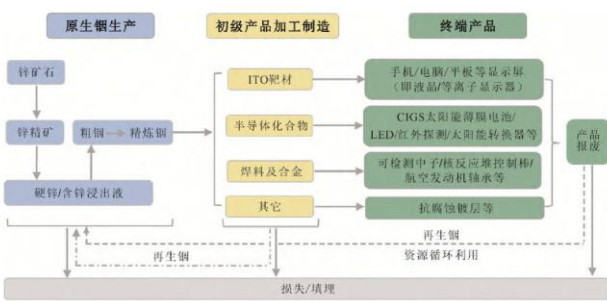 原生铟生产
初级产品加工制造
终端产品
锌矿石
锌精矿
粗铟
精炼铟
硬锌/含锌浸出液
ITO靶材
半导体化合物
焊料及合金
其它
手机/电脑/平板等显示屏
（即液晶/等离子显示器）
CIGS太阳能薄膜电池/
LED/红外探测/太阳能转换器等
可检测中子/核反应堆控制棒/
航空发动机轴承等
抗腐蚀镀层等
产品
报废
再生铟
再生铟
资源循环利用
损失/填埋